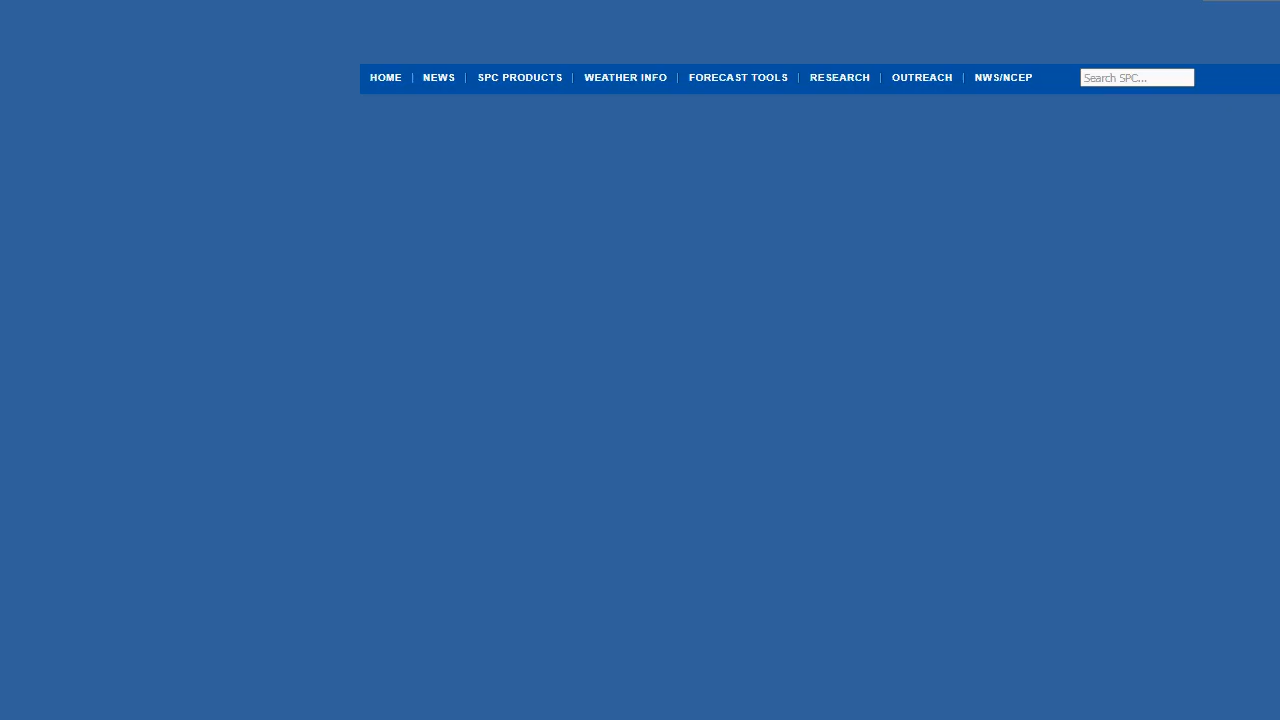 HOME | NEWS | SPC PRODUCTS | WEATHER INFO | FORECAST TOOLS | RESEARCH | OUTREACH | NWS/NCEP Search SPC...